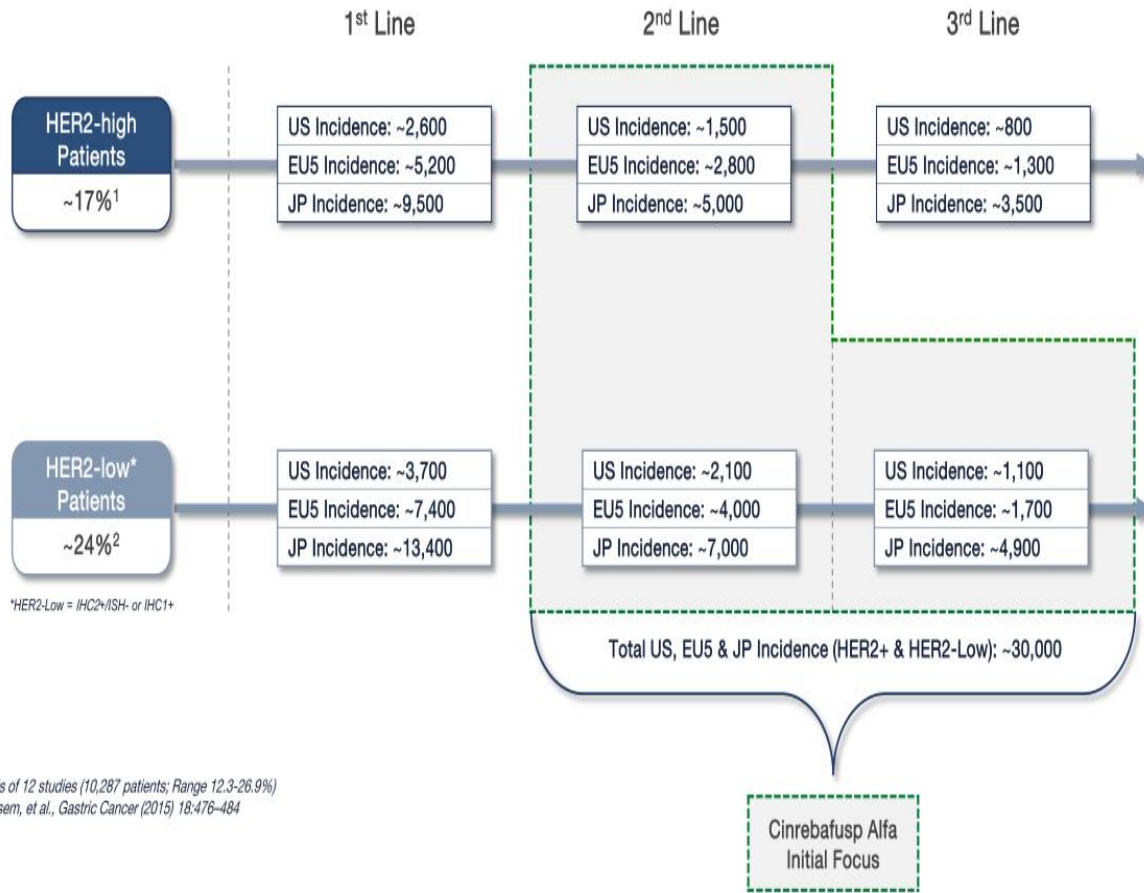 1st Line
2nd Line
3rd Line
HER2-high
Patients
~17%1
US Incidence: ~2,600
EU5 Incidence: ~5,200
JP Incidence: ~9,500
US Incidence: ~1,500
EU5 Incidence: ~2,800
JP Incidence: ~5,000
US Incidence: ~800
EU5 Incidence: ~1,300
JP Incidence: ~3,500
HER2-low*
Patients
~24%2
US Incidence: ~3,700
EU5 Incidence: ~7,400
JP Incidence: ~13,400
US Incidence: ~2,100
EU5 Incidence: ~4,000
JP Incidence: ~7,000
US Incidence: ~1,100
EU5 Incidence: ~1,700
JP Incidence: ~4,900
*HER2-Low = IHC2+/ISH- or IHC1+
Total US, EU5 & JP Incidence (HER2+ & HER2-Low): ~30,000
of 12 studies (10,287 patients; Range 12.3-26.9%)
et al., Gastric Cancer (2015) 18:476–484
Cinrebafusp Alfa
Initial Focus